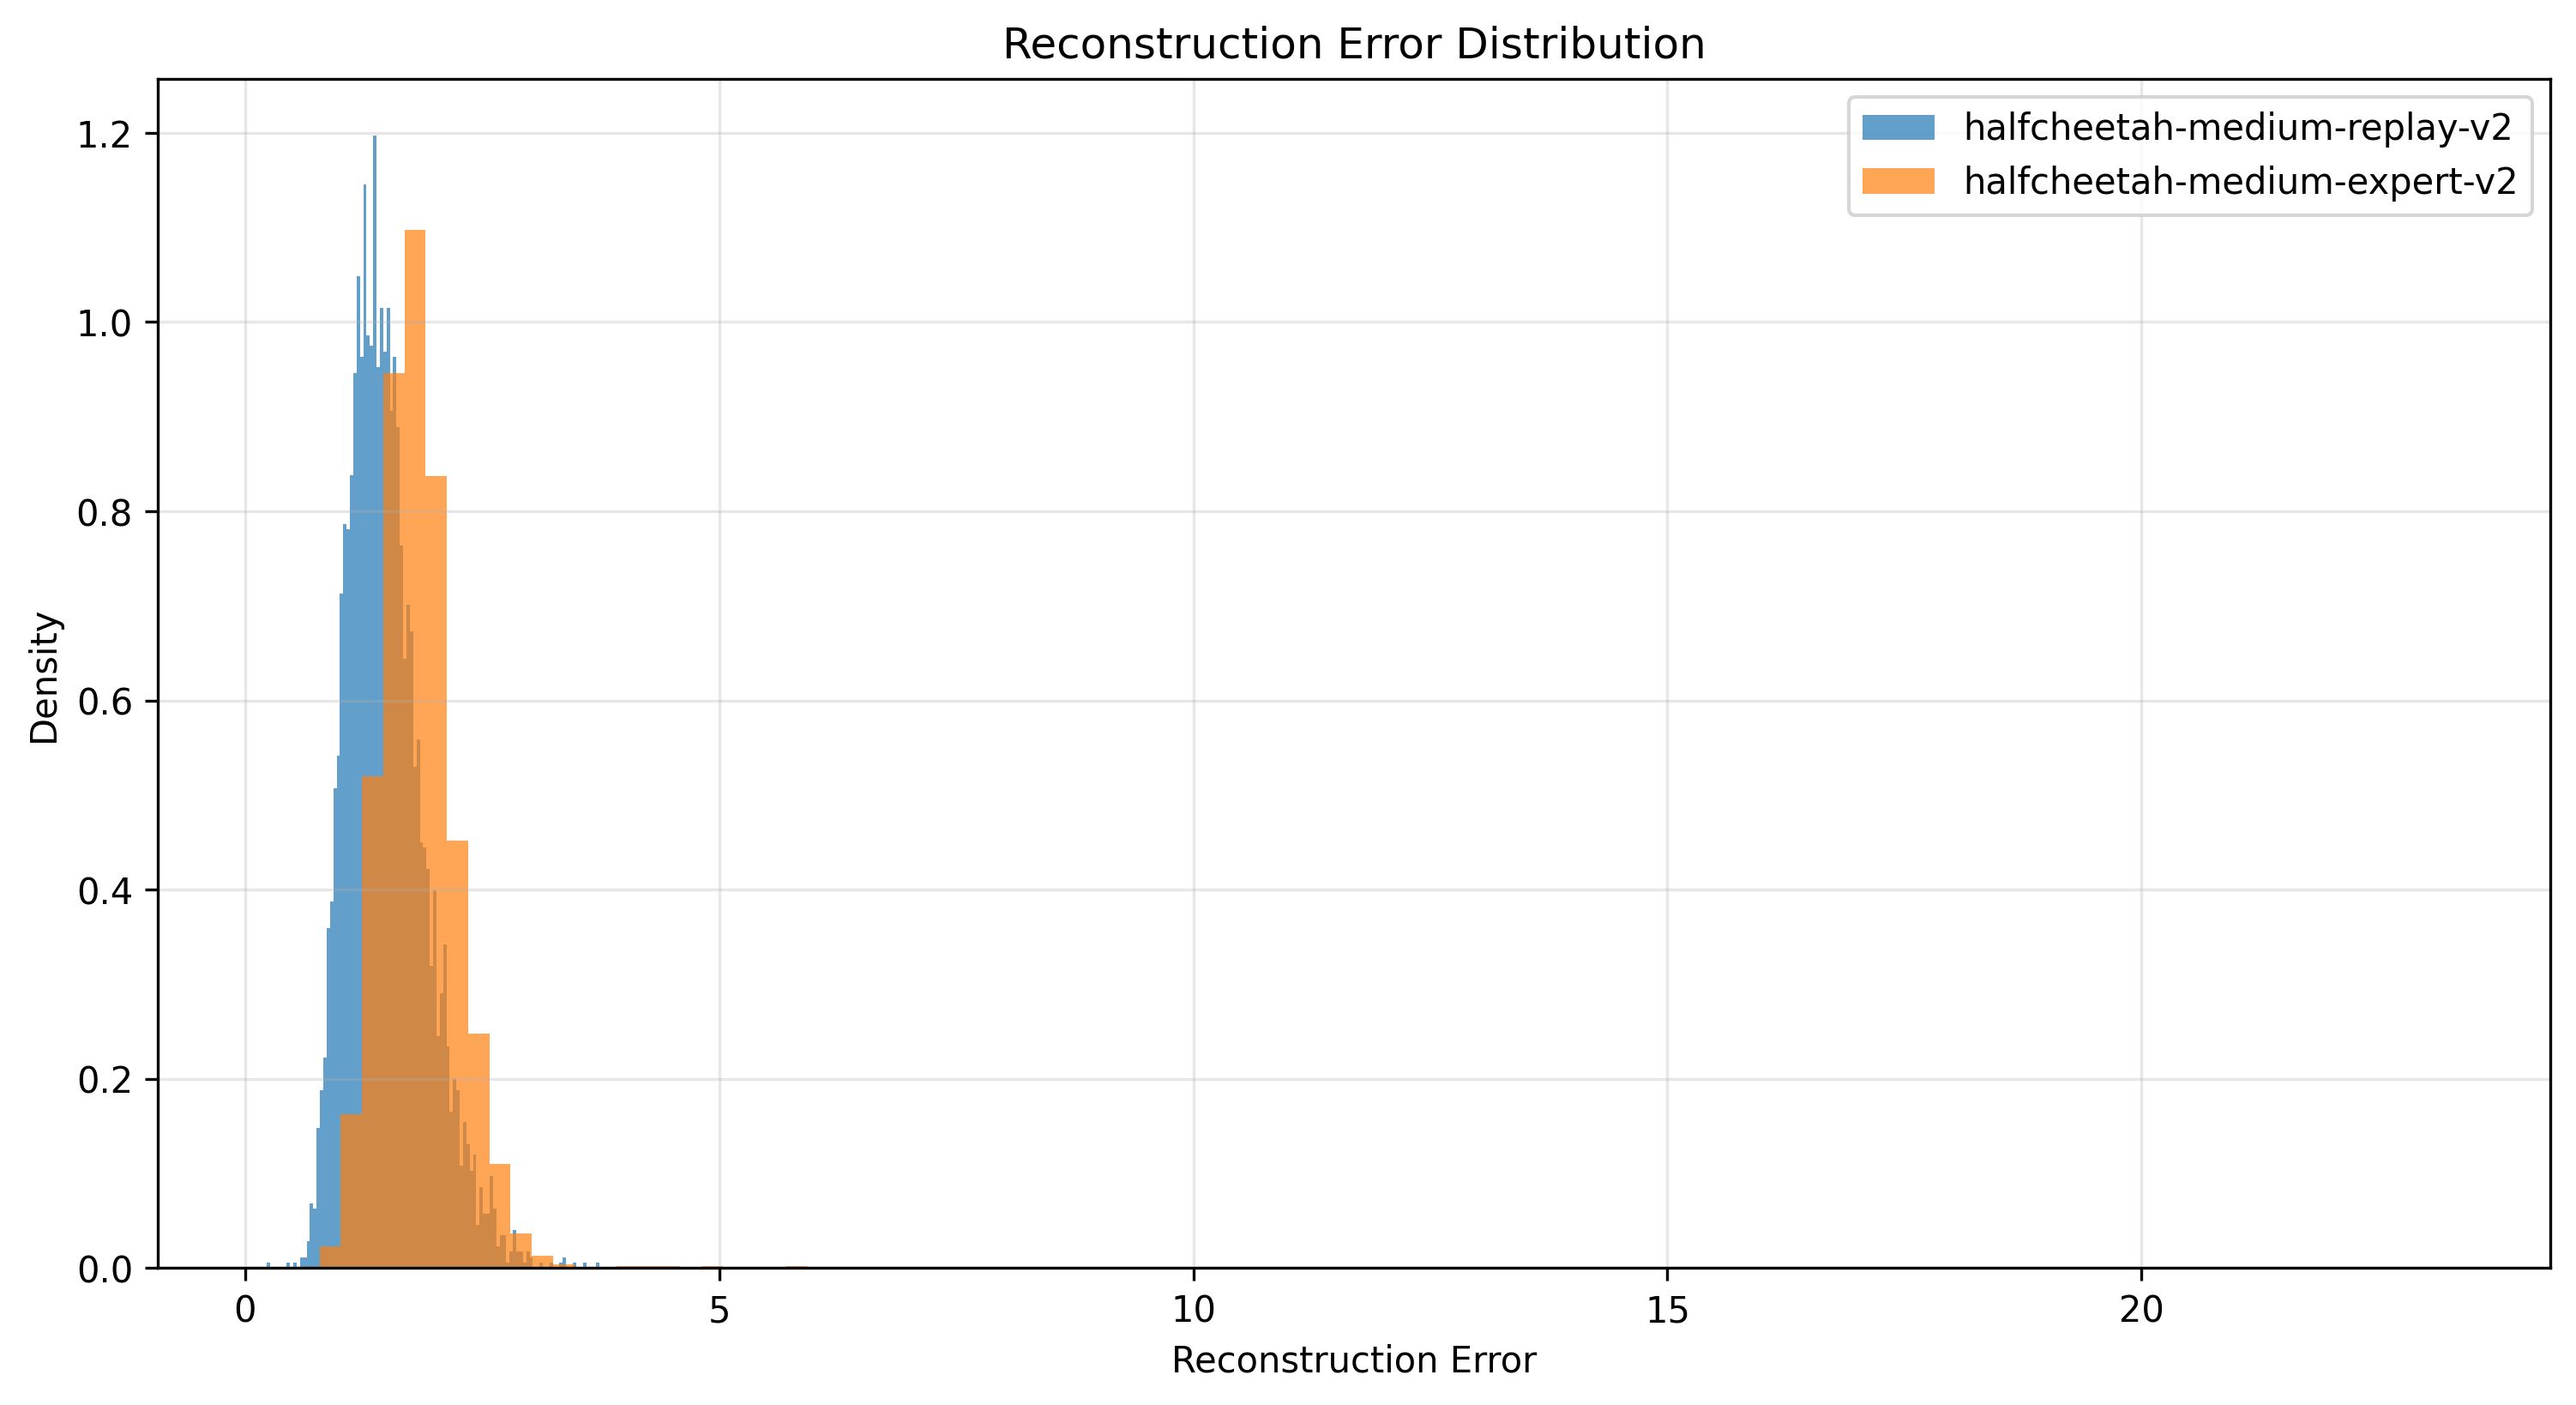 Reconstruction Error Distribution
halfcheetah-medium-replay-v2
halfcheetah-medium-expert-v2
Density
1.2
1.0
0.8
0.6
0.4
0.2
0.0
0 5 10 15 20
Reconstruction Error